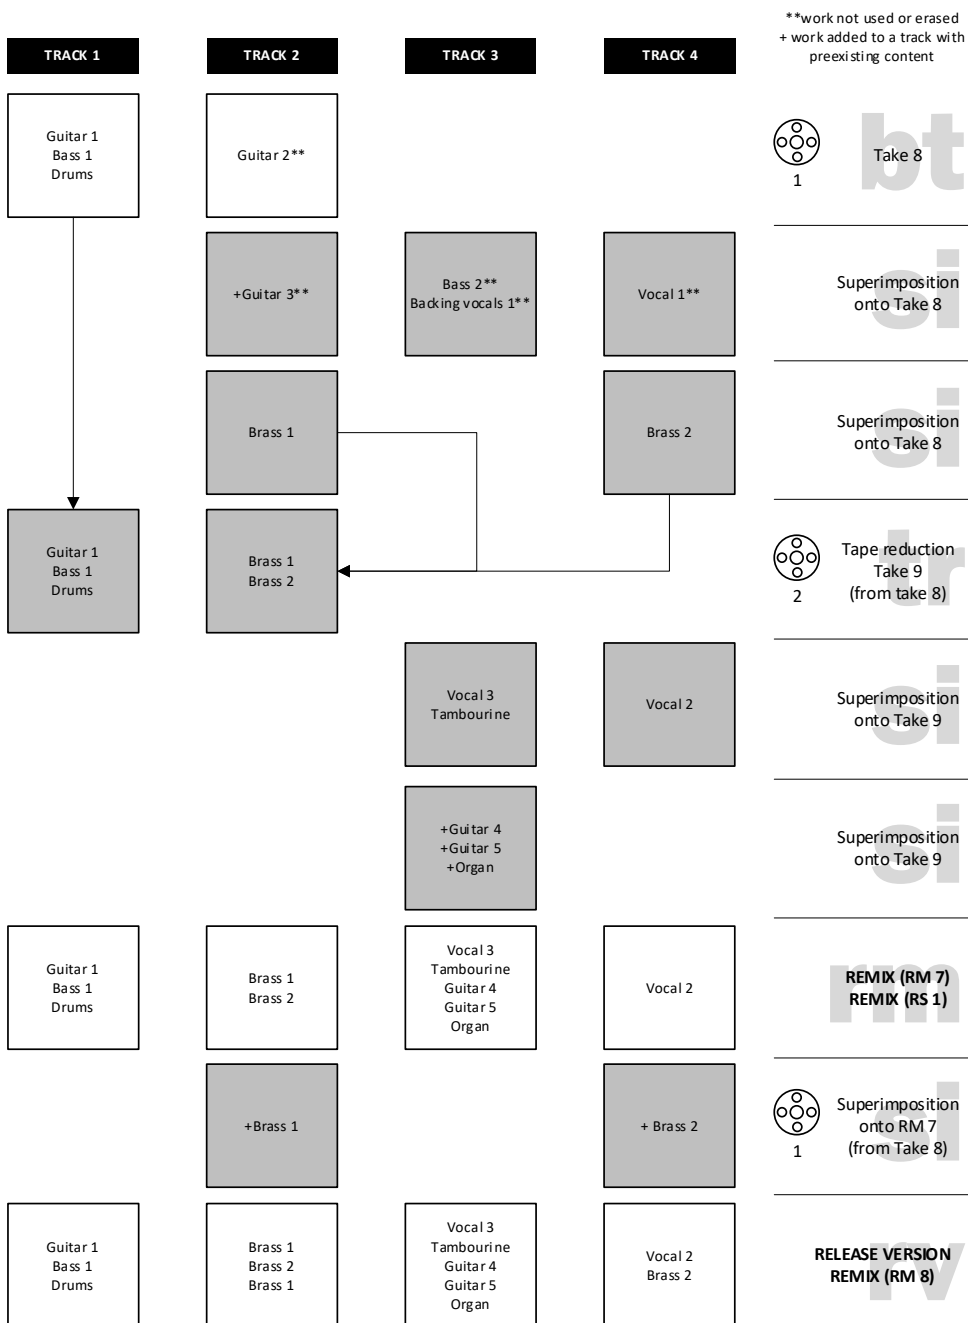 **work not used or erased
+ work added to a track with
preexisting content
TRACK 1
TRACK 2
TRACK 3
TRACK 4
Guitar 1
Bass 1
Drums
Guitar 2**
1
bt
Take 8
+Guitar 3**
Bass 2**
Backing vocals 1**
Vocal 1**
si
Superimposition
onto Take 8
Brass 1
Brass 2
si
Superimposition
onto Take 8
Guitar 1
Bass 1
Drums
Brass 1
Brass 2
2
tr
Tape reduction
Take 9
(from take 8)
Vocal 3
Tambourine
Vocal 2
si
Superimposition
onto Take 9
+Guitar 4
+Guitar 5
+Organ
si
Superimposition
onto Take 9
Guitar 1
Bass 1
Drums
Brass 1
Brass 2
Vocal 3
Tambourine
Guitar 4
Guitar 5
Organ
Vocal 2
rm
REMIX (RM 7)
REMIX (RS 1)
+Brass 1
+ Brass 2
1
si
Superimposition
onto RM 7
(from Take 8)
Guitar 1
Bass 1
Drums
Brass 1
Brass 2
Brass 1
Vocal 3
Tambourine
Guitar 4
Guitar 5
Organ
Vocal 2
Brass 2
rv
RELEASE VERSION
REMIX (RM 8)